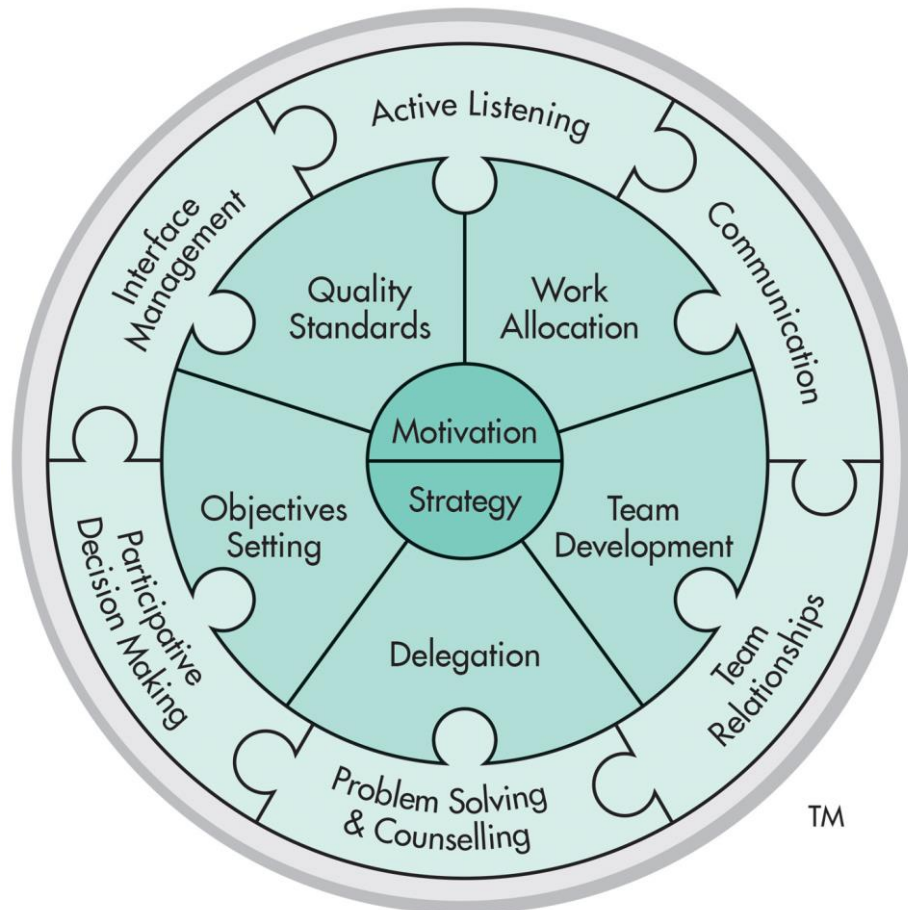 Active Listening
Communication
Team
Relationships
Problem Solving
& Counselling
Participative
Decision Making
Interface
Management
Quality
Standards
Work
Allocation
Team
Development
Delegation
Objectives
Setting
Motivation
Strategy
TM